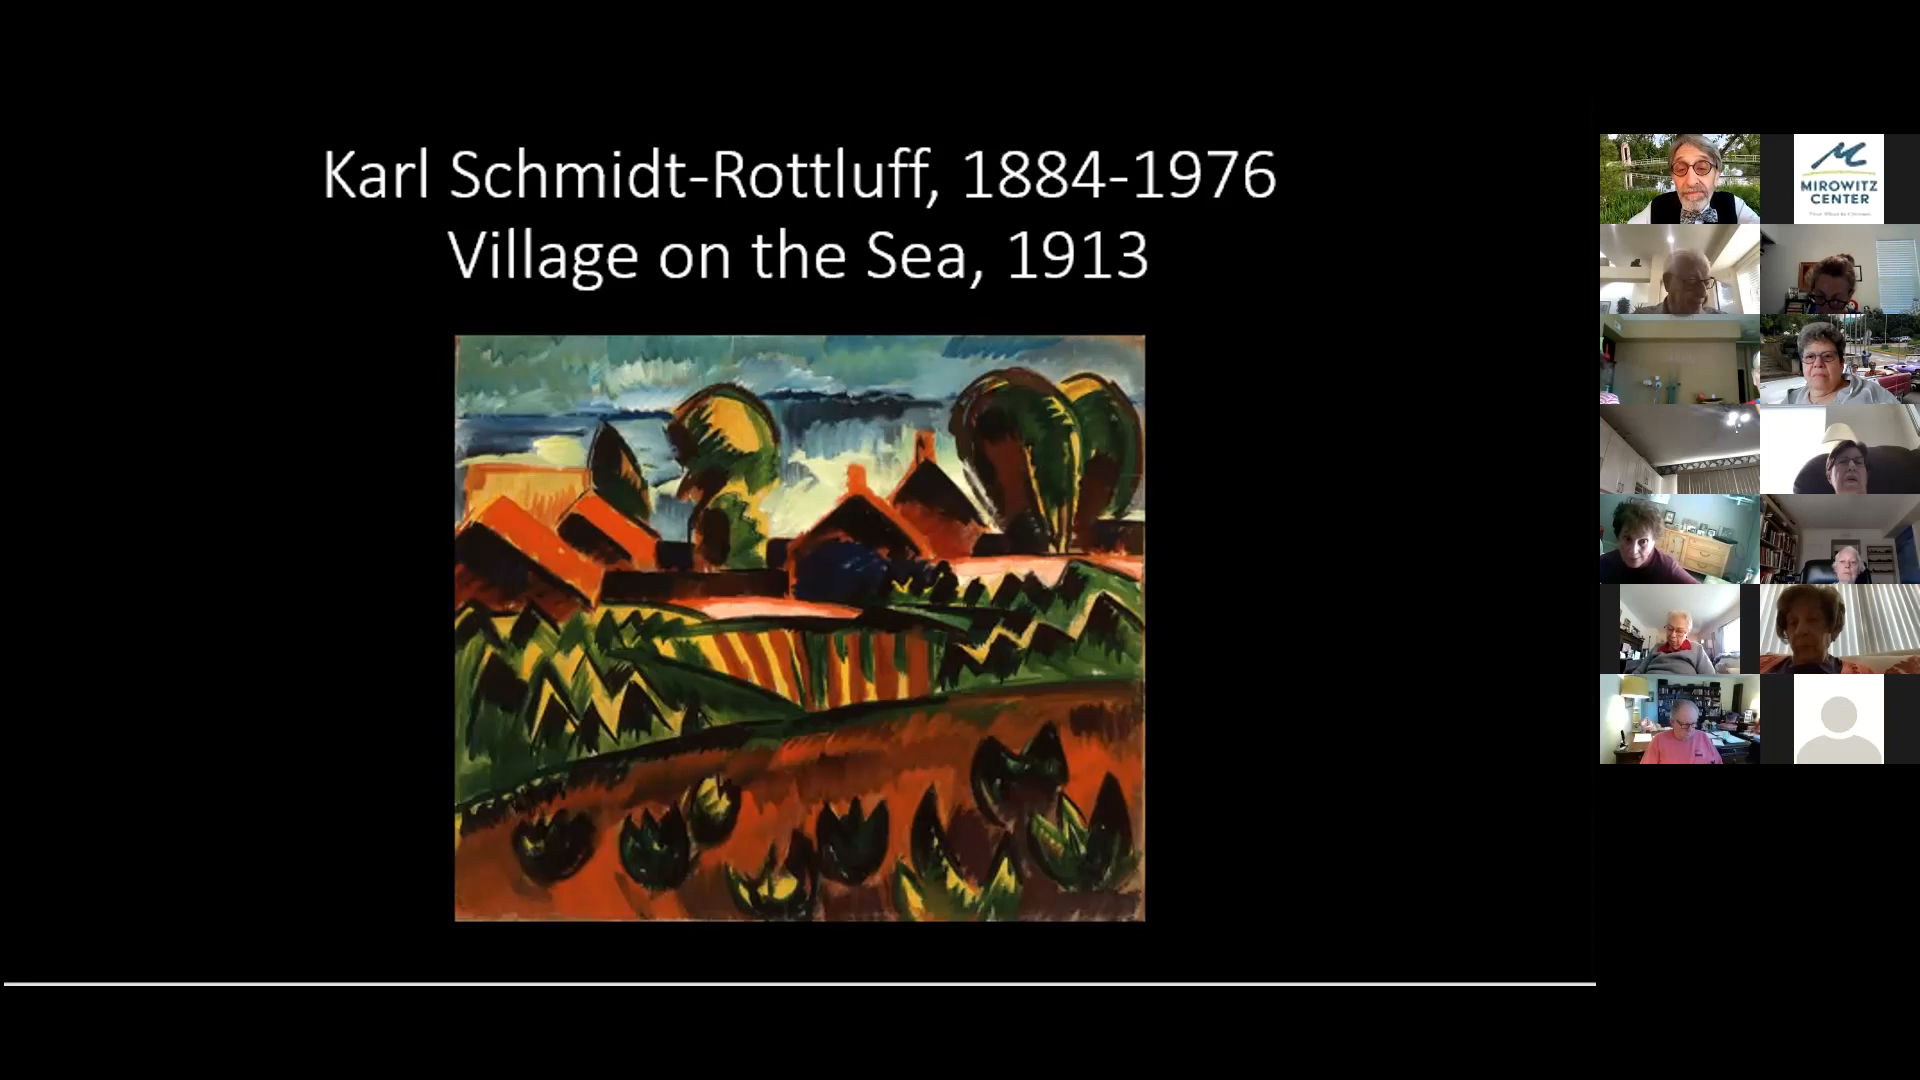 Karl Schmidt-Rottluff, 1884-1976
Village on the Sea, 1913
MIROWITZ
CENTER